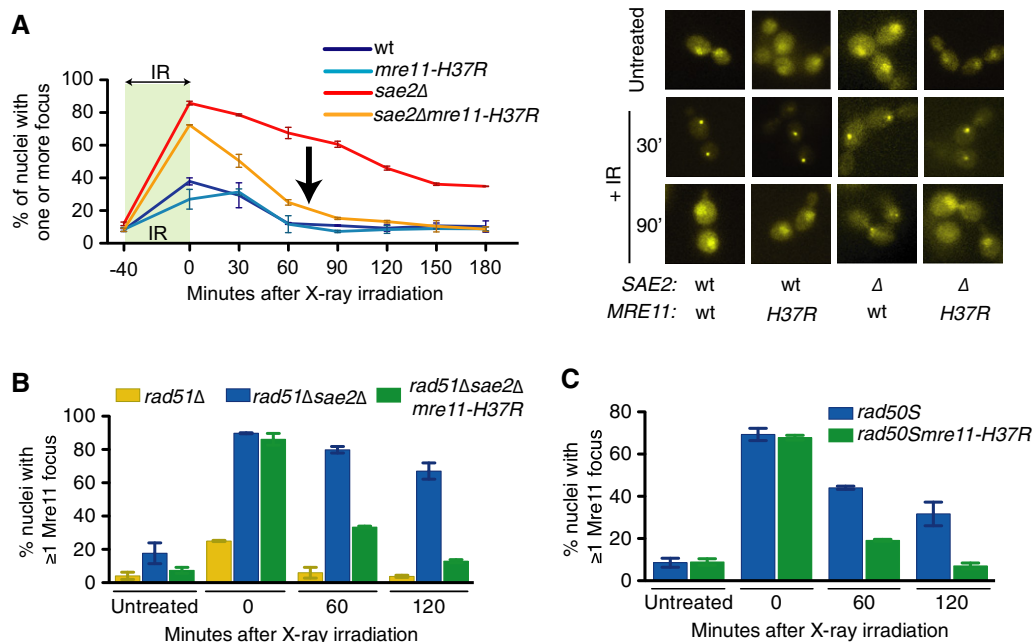 A
wt
mre11-H37R
sae2Δ
sae2Δmre11-H37R
% of nuclei with
one or more focus
100
80
60
40
20
0
IR
IR
-40
0
30
60
90
120
150
180
Minutes after X-ray irradiation
Untreated
30'
+ IR
90'
SAE2: wt wt Δ Δ
MRE11: wt H37R wt H37R
B
rad51Δ
rad51Δsae2Δ
rad51Δsae2Δ
mre11-H37R
% nuclei with
≥1 Mre11 focus
100
80
60
40
20
0
Untreated 0 60 120
Minutes after X-ray irradiation
C
rad50S
rad50Smre11-H37R
% nuclei with
≥1 Mre11 focus
80
60
40
20
0
Untreated 0 60 120
Minutes after X-ray irradiation